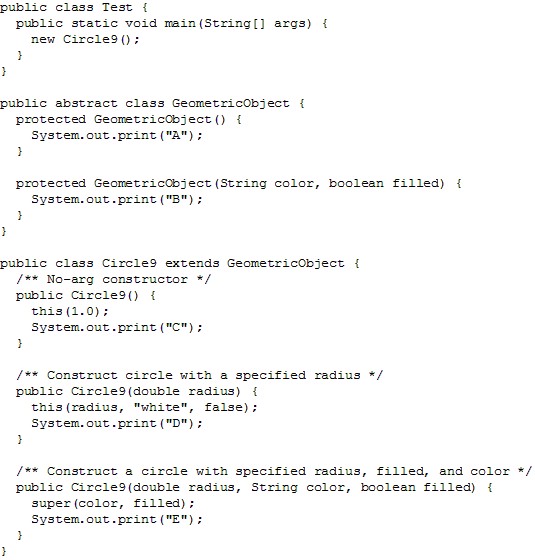 public class Test {
  public static void main(String[] args) {
    new Circle9();
  }
}

public abstract class GeometricObject {
  protected GeometricObject() {
    System.out.print("A");
  }

  protected GeometricObject(String color, boolean filled) {
    System.out.print("B");
  }
}

public class Circle9 extends GeometricObject {
  /** No-arg constructor */
  public Circle9() {
    this(1.0);
    System.out.print("C");
  }

  /** Construct circle with a specified radius */
  public Circle9(double radius) {
    this(radius, "white", false);
    System.out.print("D");
  }

  /** Construct a circle with specified radius, filled, and color */
  public Circle9(double radius, String color, boolean filled) {
    super(color, filled);
    System.out.print("E");
  }
}